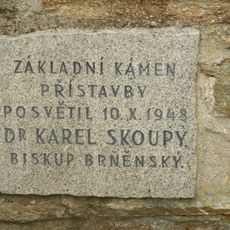 ZÁKLADNÍ KÁMEN
PŘÍSTAVBY
POSVĚTIL 10.X.1948
DR KAREL SKOUPÝ
BISKUP BRNĚNSKÝ.